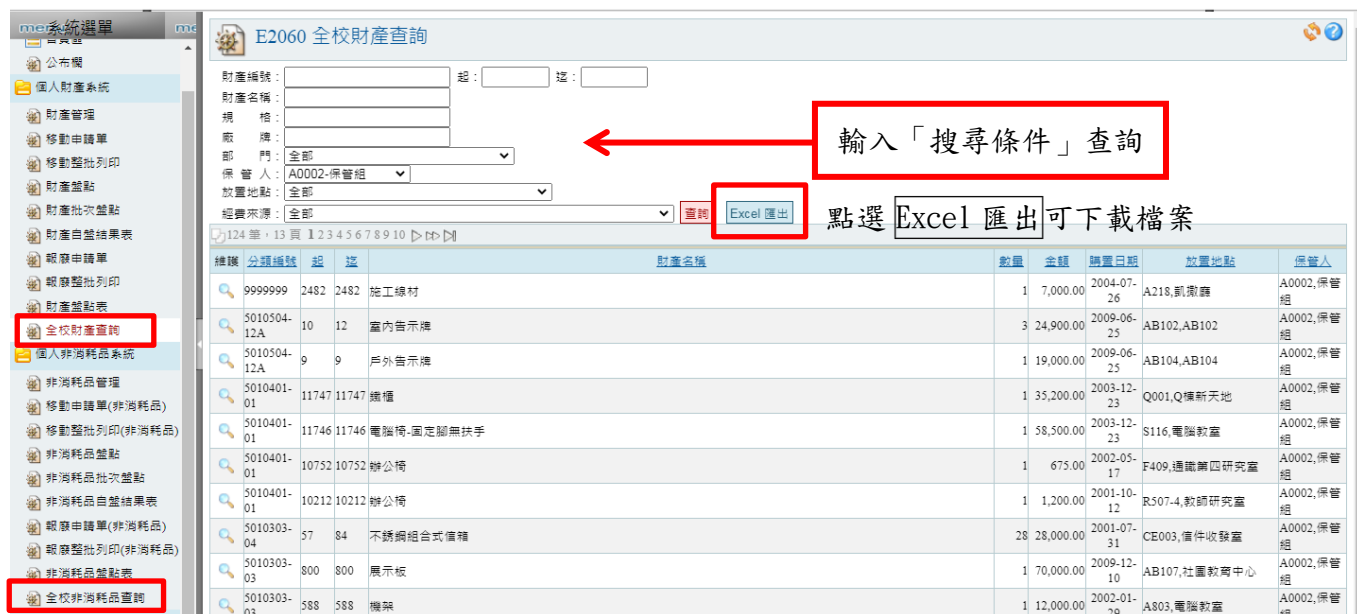 系統選單
公布欄
個人財產系統
財產管理
移動申請單
移動整批列印
財產盤點
財產批次盤點
財產自盤結果表
報廢申請單
報廢整批列印
財產盤點表
全校財產查詢
個人非消耗品系統
非消耗品管理
移動申請單(非消耗品)
移動整批列印(非消耗品)
非消耗品盤點
非消耗品批次盤點
非消耗品自盤結果表
報廢申請單(非消耗品)
報廢整批列印(非消耗品)
非消耗品盤點表
全校非消耗品查詢
E2060 全校財產查詢
財產編號： 起： 迄：
財產名稱：
規 格：
廠 牌：
部 門：全部
保 管 人：A0002-保管組
放置地點：全部
經費來源：全部 查詢 Excel 匯出
輸入「搜尋條件」查詢
點選 Excel 匯出可下載檔案
124 筆，13 頁 1 2 3 4 5 6 7 8 9 10
維護 分類編號 起 迄 財產名稱 數量 金額 購置日期 放置地點 保管人
9999999 2482 2482 施工線材 1 7,000.00 2004-07-26 A218,凱撒廳 A0002,保管組
5010504-12A 10 12 室內告示牌 3 24,900.00 2009-06-25 AB102,AB102 A0002,保管組
5010504-12A 9 9 戶外告示牌 1 19,000.00 2009-06-25 AB104,AB104 A0002,保管組
5010401-01 11747 11747 鐵櫃 1 35,200.00 2003-12-23 Q001,Q棟新天地 A0002,保管組
5010401-01 11746 11746 電腦椅-固定腳無扶手 1 58,500.00 2003-12-23 S116,電腦教室 A0002,保管組
5010401-01 10752 10752 辦公椅 1 675.00 2002-05-17 F409,通識第四研究室 A0002,保管組
5010401-01 10212 10212 辦公椅 1 1,200.00 2001-10-12 R507-4,教師研究室 A0002,保管組
5010303-04 57 84 不銹鋼組合式信箱 28 28,000.00 2001-07-31 CE003,信件收發室 A0002,保管組
5010303-03 800 800 展示板 1 70,000.00 2009-12-10 AB107,社團教育中心 A0002,保管組
5010303-03 588 588 機架 1 12,000.00 2002-01-29 A803,電腦教室 A0002,保管組